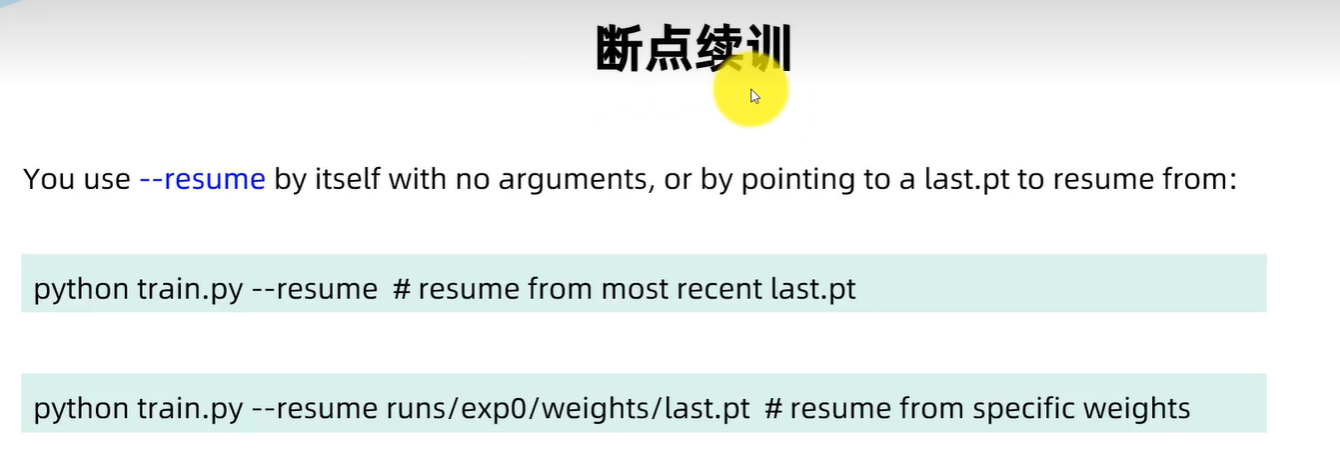 断点续训
You use --resume by itself with no arguments, or by pointing to a last.pt to resume from:
python train.py --resume # resume from most recent last.pt
python train.py --resume runs/exp0/weights/last.pt # resume from specific weights